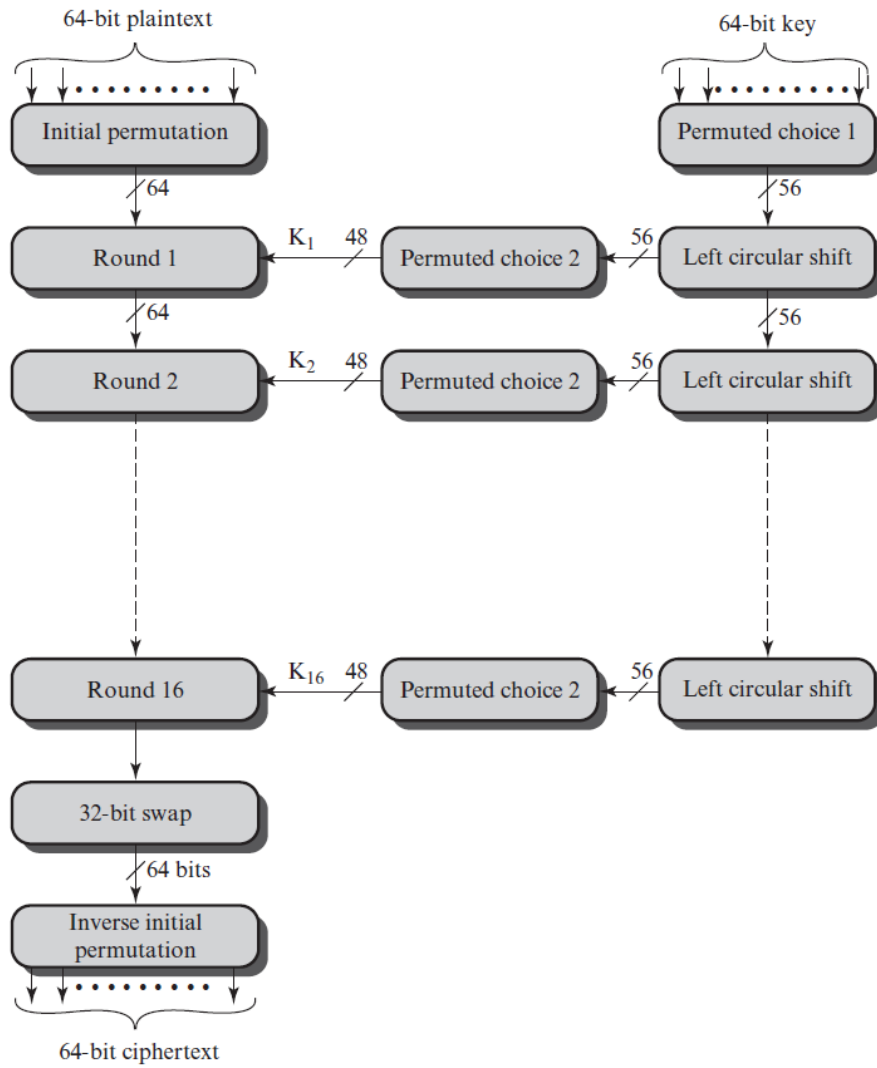 64-bit plaintext
64-bit key
Initial permutation
Permuted choice 1
64
56
Round 1
K1
48
Permuted choice 2
56
Left circular shift
64
56
Round 2
K2
48
Permuted choice 2
56
Left circular shift
Round 16
K16
48
Permuted choice 2
56
Left circular shift
32-bit swap
64 bits
Inverse initial
permutation
64-bit ciphertext